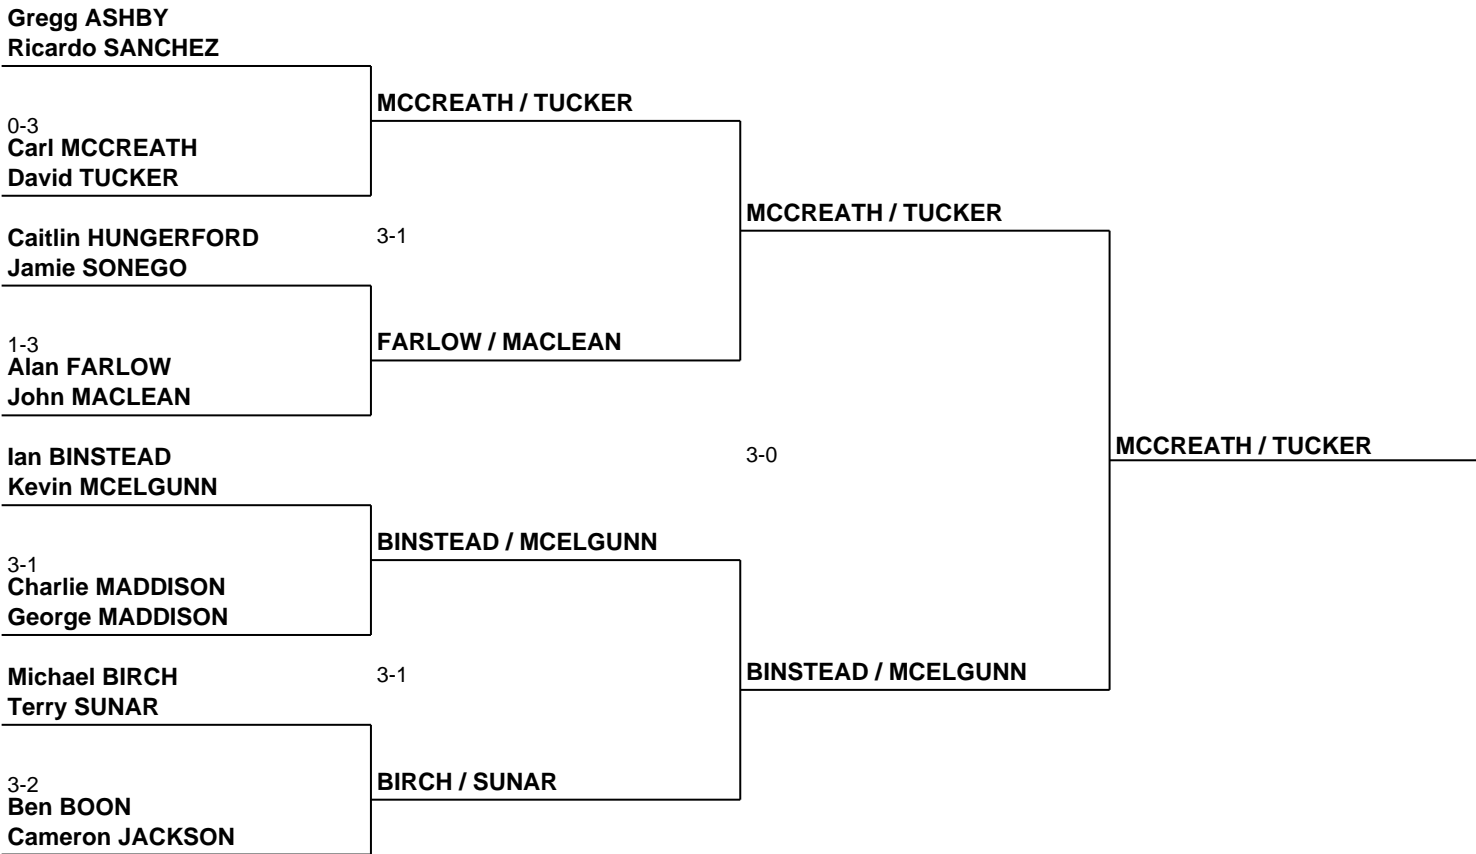 Gregg ASHBY
Ricardo SANCHEZ
MCCREATH / TUCKER
0-3
Carl MCCREATH
David TUCKER
MCCREATH / TUCKER
Caitlin HUNGERFORD
3-1
Jamie SONEGO
FARLOW / MACLEAN
1-3
Alan FARLOW
John MACLEAN
MCCREATH / TUCKER
Ian BINSTEAD
3-0
Kevin MCELGUNN
BINSTEAD / MCELGUNN
3-1
Charlie MADDISON
George MADDISON
Michael BIRCH
3-1
BINSTEAD / MCELGUNN
Terry SUNAR
3-2
BIRCH / SUNAR
Ben BOON
Cameron JACKSON